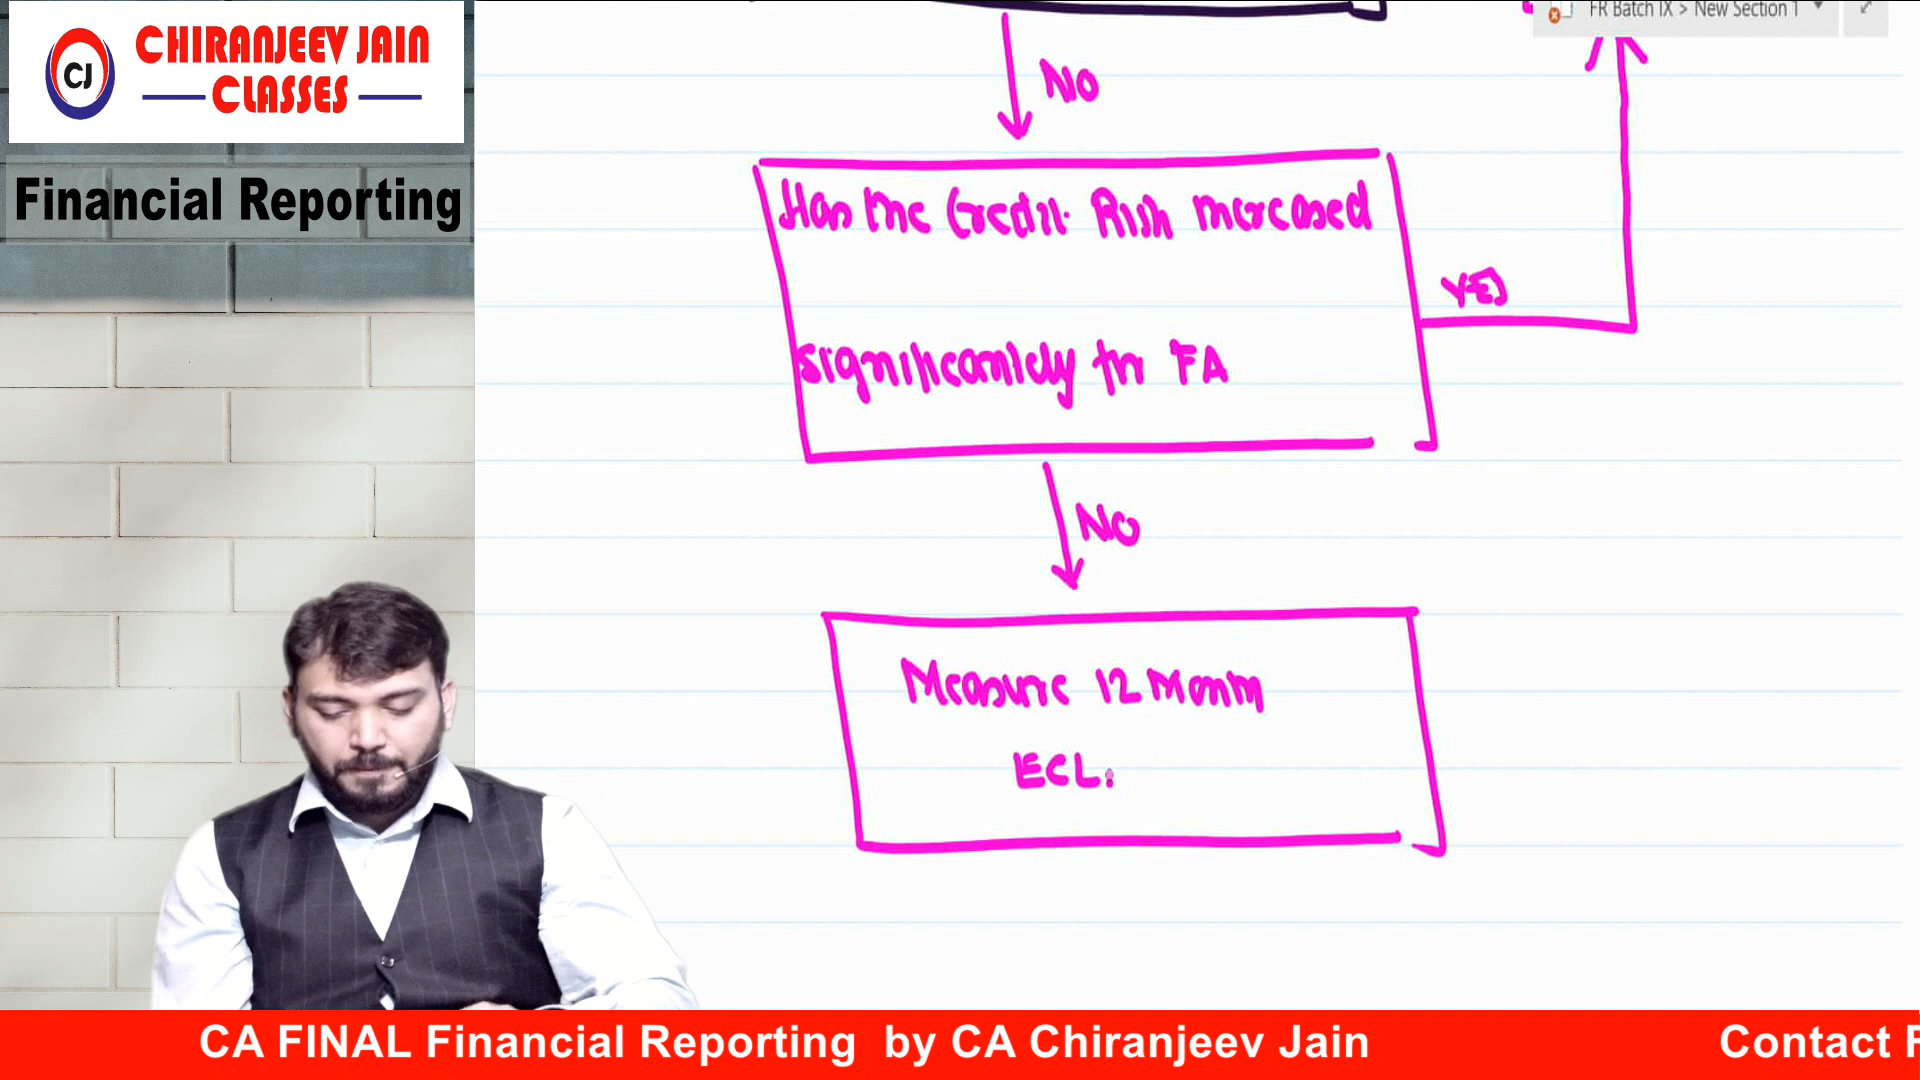 CHIRANJEEV JAIN
CJ
CLASSES
Financial Reporting
FR Batch IX > New Section 1
NO
Has the Credit Risk increased
YES
significantly in FA
NO
Measure 12 Month
ECL.
CA FINAL Financial Reporting by CA Chiranjeev Jain
Contact